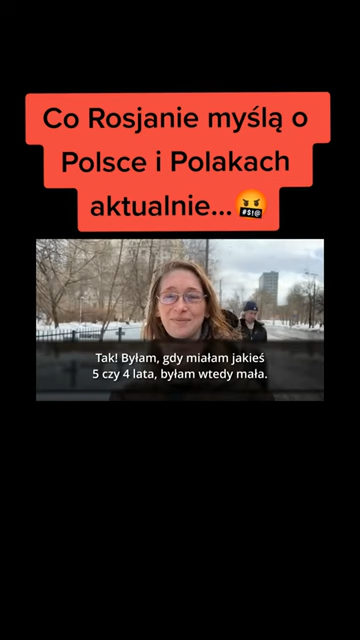 Co Rosjanie myślą o
Polsce i Polakach
aktualnie...🤬
Tak! Byłam, gdy miałam jakieś
5 czy 4 lata, byłam wtedy mała.